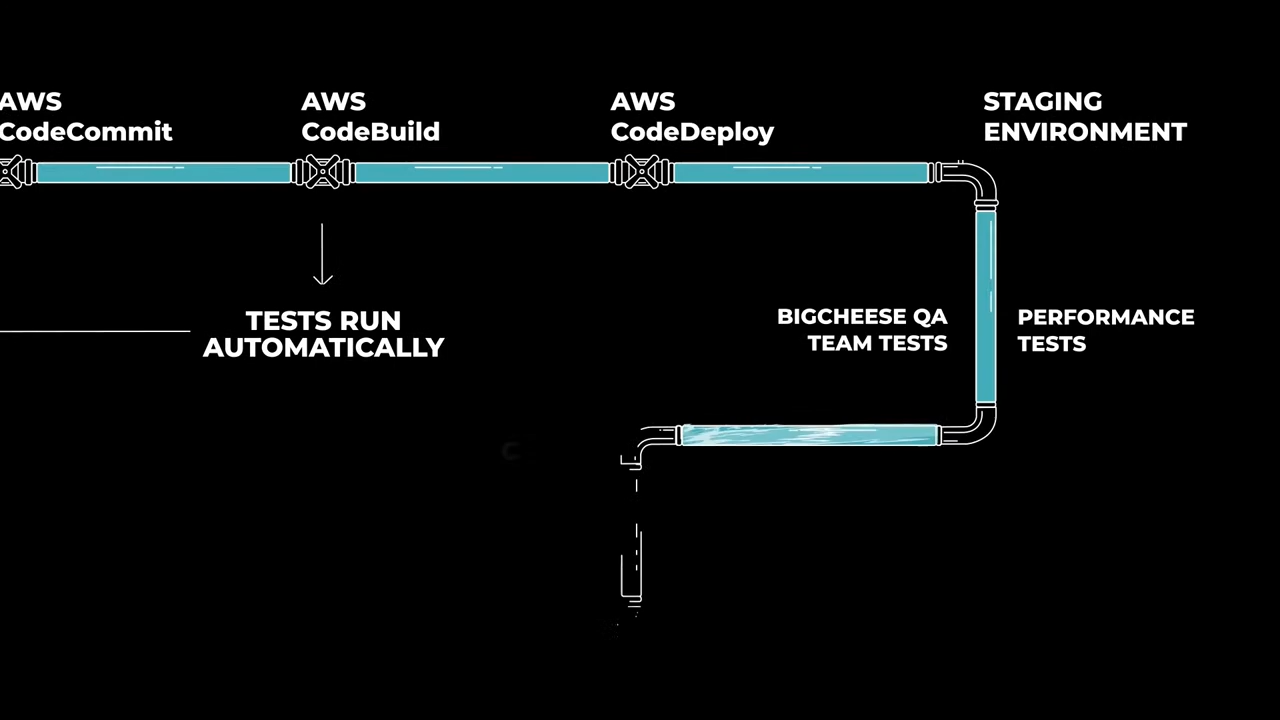 AWS
CodeCommit
AWS
CodeBuild
AWS
CodeDeploy
STAGING
ENVIRONMENT
TESTS RUN
AUTOMATICALLY
BIGCHEESE QA
TEAM TESTS
PERFORMANCE
TESTS